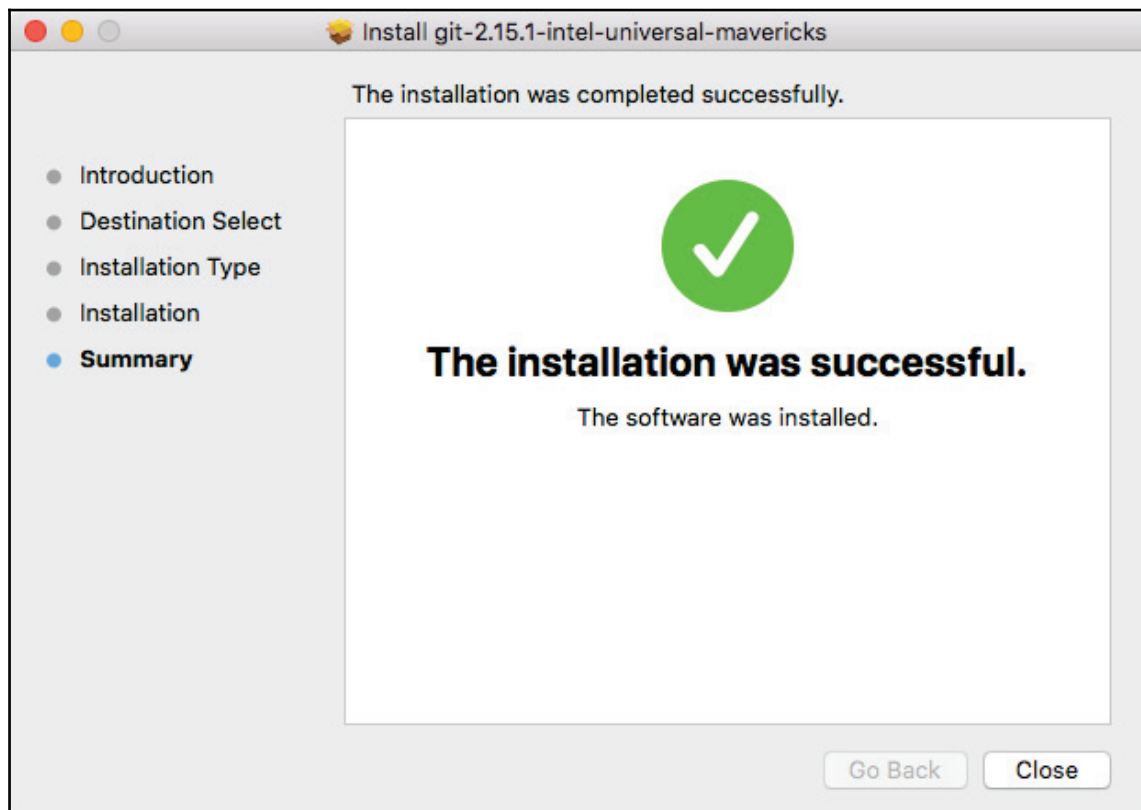 Install git-2.15.1-intel-universal-mavericks
The installation was completed successfully.
Introduction
Destination Select
Installation Type
Installation
Summary
The installation was successful.
The software was installed.
Go Back
Close